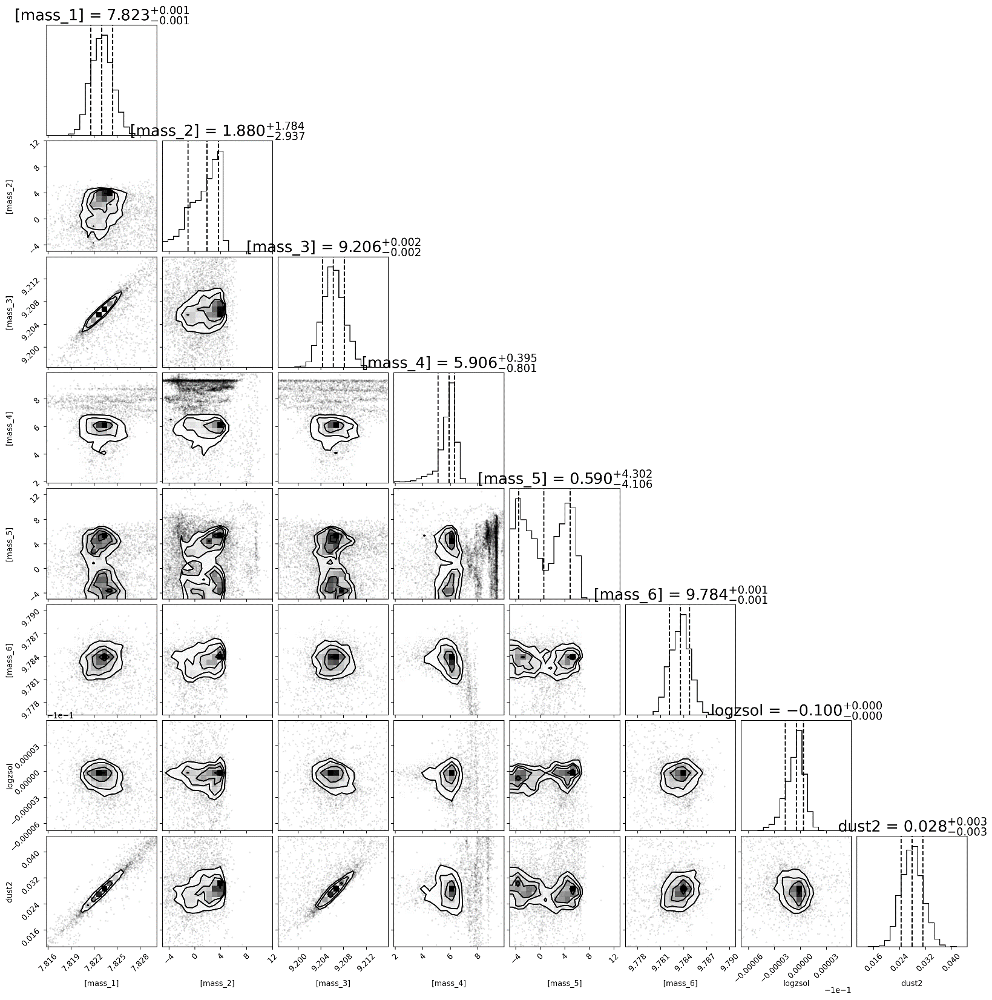 [mass_1] = 7.823+0.001−0.001
[mass_2] = 1.880+1.784−2.937
12
8
4
0
−4
[mass_2]
[mass_3] = 9.206+0.002−0.002
9.212
9.208
9.204
9.200
[mass_3]
[mass_4] = 5.906+0.395−0.801
8
6
4
2
[mass_4]
[mass_5] = 0.590+4.302−4.106
12
8
4
0
−4
[mass_5]
[mass_6] = 9.784+0.001−0.001
9.790
9.787
9.784
9.781
9.778
[mass_6]
logzsol = −0.100+0.000−0.000
−1e−1
0.00003
0.00000
−0.00003
−0.00006
logzsol
dust2 = 0.028+0.003−0.003
0.040
0.032
0.024
0.016
dust2
7.816 7.819 7.822 7.825 7.828 −4 0 4 8 12 9.200 9.204 9.208 9.212 2 4 6 8 −4 0 4 8 12 9.778 9.781 9.784 9.787 9.790 −0.00006 −0.00003 0.00000 0.00003 0.016 0.024 0.032 0.040
[mass_1] [mass_2] [mass_3] [mass_4] [mass_5] [mass_6] logzsol dust2
−1e−1